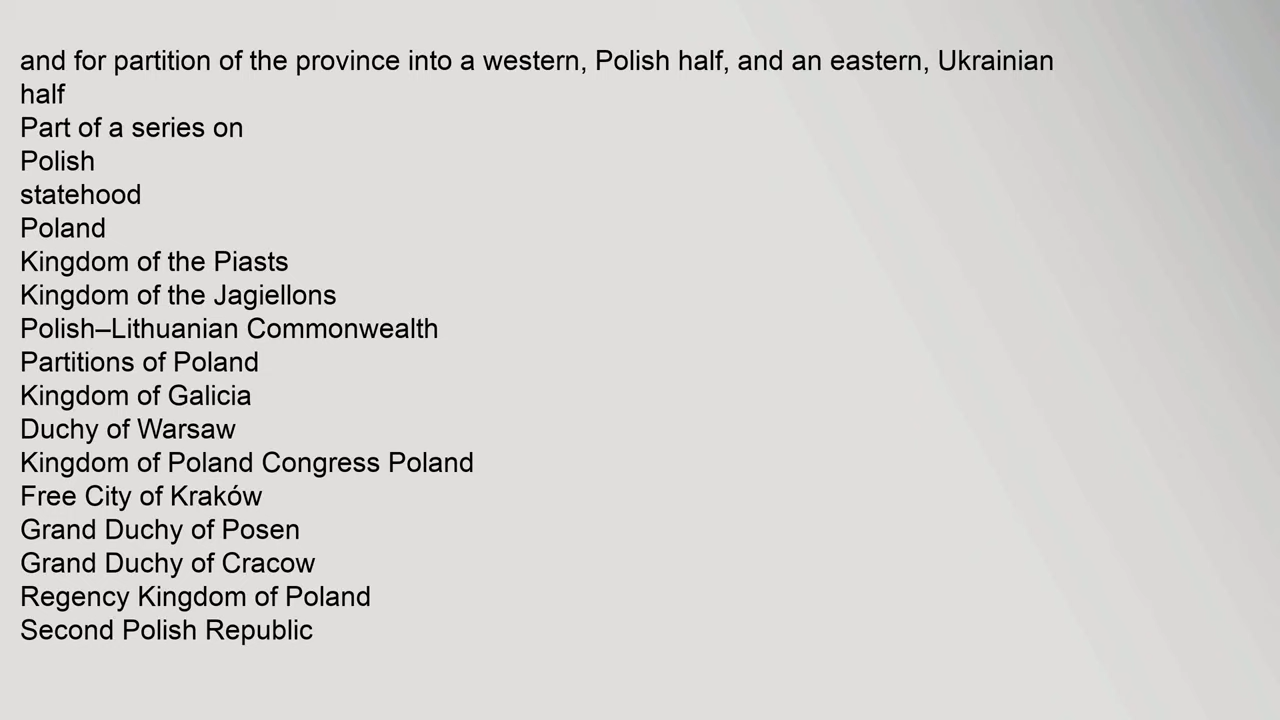 and for partition of the province into a western, Polish half, and an eastern, Ukrainian
half
Part of a series on
Polish
statehood
Poland
Kingdom of the Piasts
Kingdom of the Jagiellons
Polish–Lithuanian Commonwealth
Partitions of Poland
Kingdom of Galicia
Duchy of Warsaw
Kingdom of Poland Congress Poland
Free City of Kraków
Grand Duchy of Posen
Grand Duchy of Cracow
Regency Kingdom of Poland
Second Polish Republic